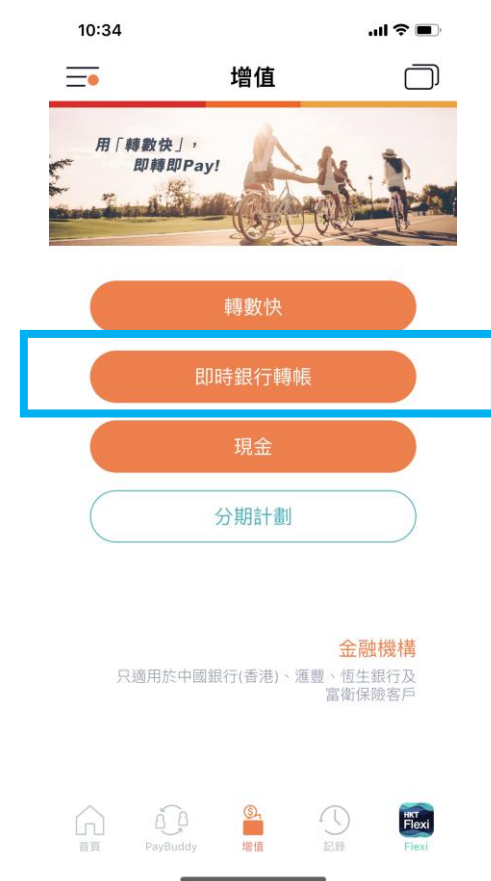 10:34
增值
用「轉數快」，
即轉即Pay!
轉數快
即時銀行轉帳
現金
分期計劃
金融機構
只適用於中國銀行(香港)、滙豐、恆生銀行及
富衛保險客戶
HKT
Flexi
首頁
PayBuddy
增值
記錄
Flexi